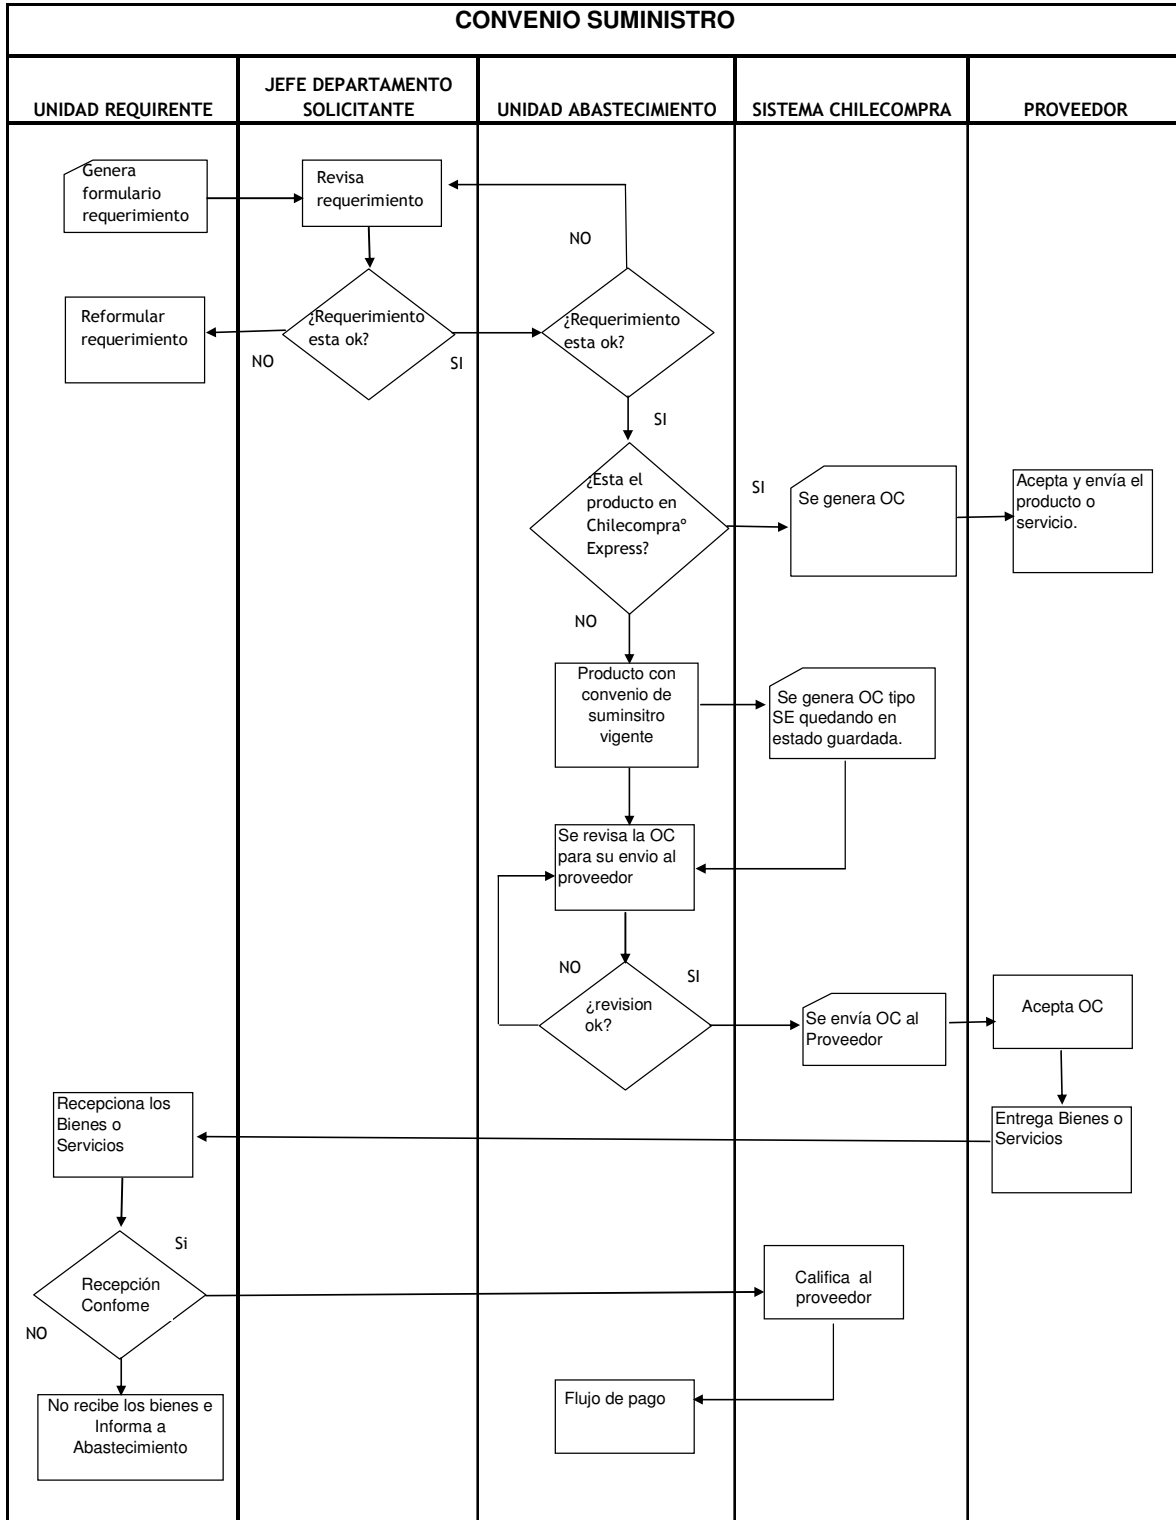 CONVENIO SUMINISTRO
UNIDAD REQUIRENTE
JEFE DEPARTAMENTO
SOLICITANTE
UNIDAD ABASTECIMIENTO
SISTEMA CHILECOMPRA
PROVEEDOR
Genera
formulario
requerimiento
Revisa
requerimiento
NO
Reformular
requerimiento
NO
¿Requerimiento
esta ok?
SI
¿Requerimiento
esta ok?
SI
¿Esta el
producto en
Chilecompraº
Express?
SI
Se genera OC
Acepta y envía el
producto o
servicio.
NO
Producto con
convenio de
suminsitro
vigente
Se genera OC tipo
SE quedando en
estado guardada.
Se revisa la OC
para su envio al
proveedor
NO
SI
¿revision
ok?
Se envía OC al
Proveedor
Acepta OC
Entrega Bienes o
Servicios
Recepciona los
Bienes o
Servicios
Si
Recepción
Confome
NO
Califica al
proveedor
No recibe los bienes e
Informa a
Abastecimiento
Flujo de pago